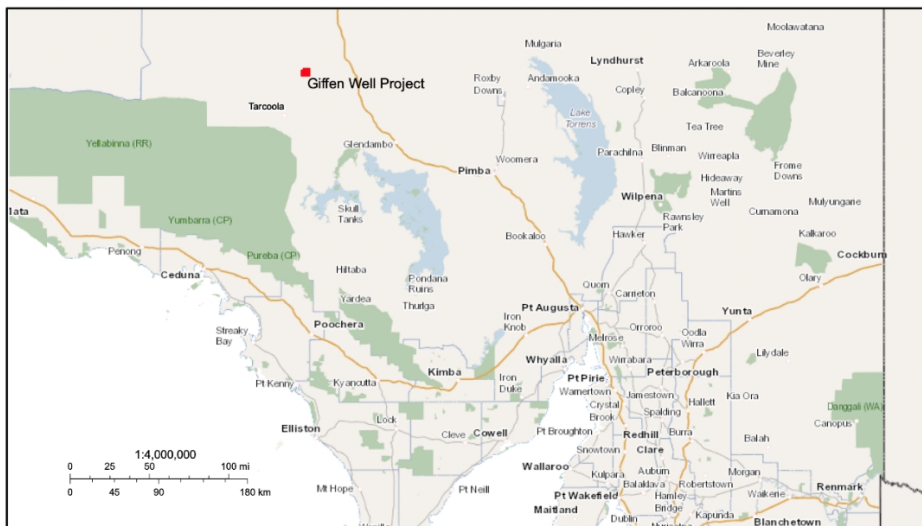 Moolawatana
Mulgaria
Beverley
Mine
Lyndhurst
Arkaroola
Giffen Well Project
Roxby
Downs
Andamooka
Copley
Balcanoona
Tarcoola
Lake
Torrens
Tea Tree
Yellabinna (RR)
Glendambo
Woomera
Parachilna
Blinman
Wirreapla
Pimba
Frome
Downs
Hideaway
Wilpena
Martins
Well
Mulyungarie
Skull
Tanks
Rawnsley
Park
Curnamona
lata
Yumbarra (CP)
Bookaloo
Hawker
Kalkaroo
Penong
Pureba (CP)
Cockburn
Ceduna
Hiltaba
Pondana
Ruins
Quorn
Carrieton
Olary
Yardea
Thurlga
Pt Augusta
Yunta
Streaky
Bay
Poochera
Iron
Knob
Orroroo
Melrose
Oodla
Wirra
Whyalla
Wirrabara
Lilydale
Pt Kenny
Kyancutta
Kimba
Iron
Duke
Pt Pirie
Peterborough
Warnertown
Jamestown
Hallett
Kia Ora
Crystal
Brook
Spalding
Danggali (WA)
Elliston
Lock
Cleve
Cowell
Pt Broughton
Redhill
Burra
Balah
Canopus
Snowtown
Clare
1:4,000,000
0 25 50 100 mi
0 45 90 180 km
Wallaroo
Kulpara
Auburn
Morgan
Mt Hope
Pt Neill
Balaklava
Robertstown
Renmark
Pt Wakefield
Hamley
Bridge
Waikerie
Maitland
Dublin
Kapunda
Blanchetown